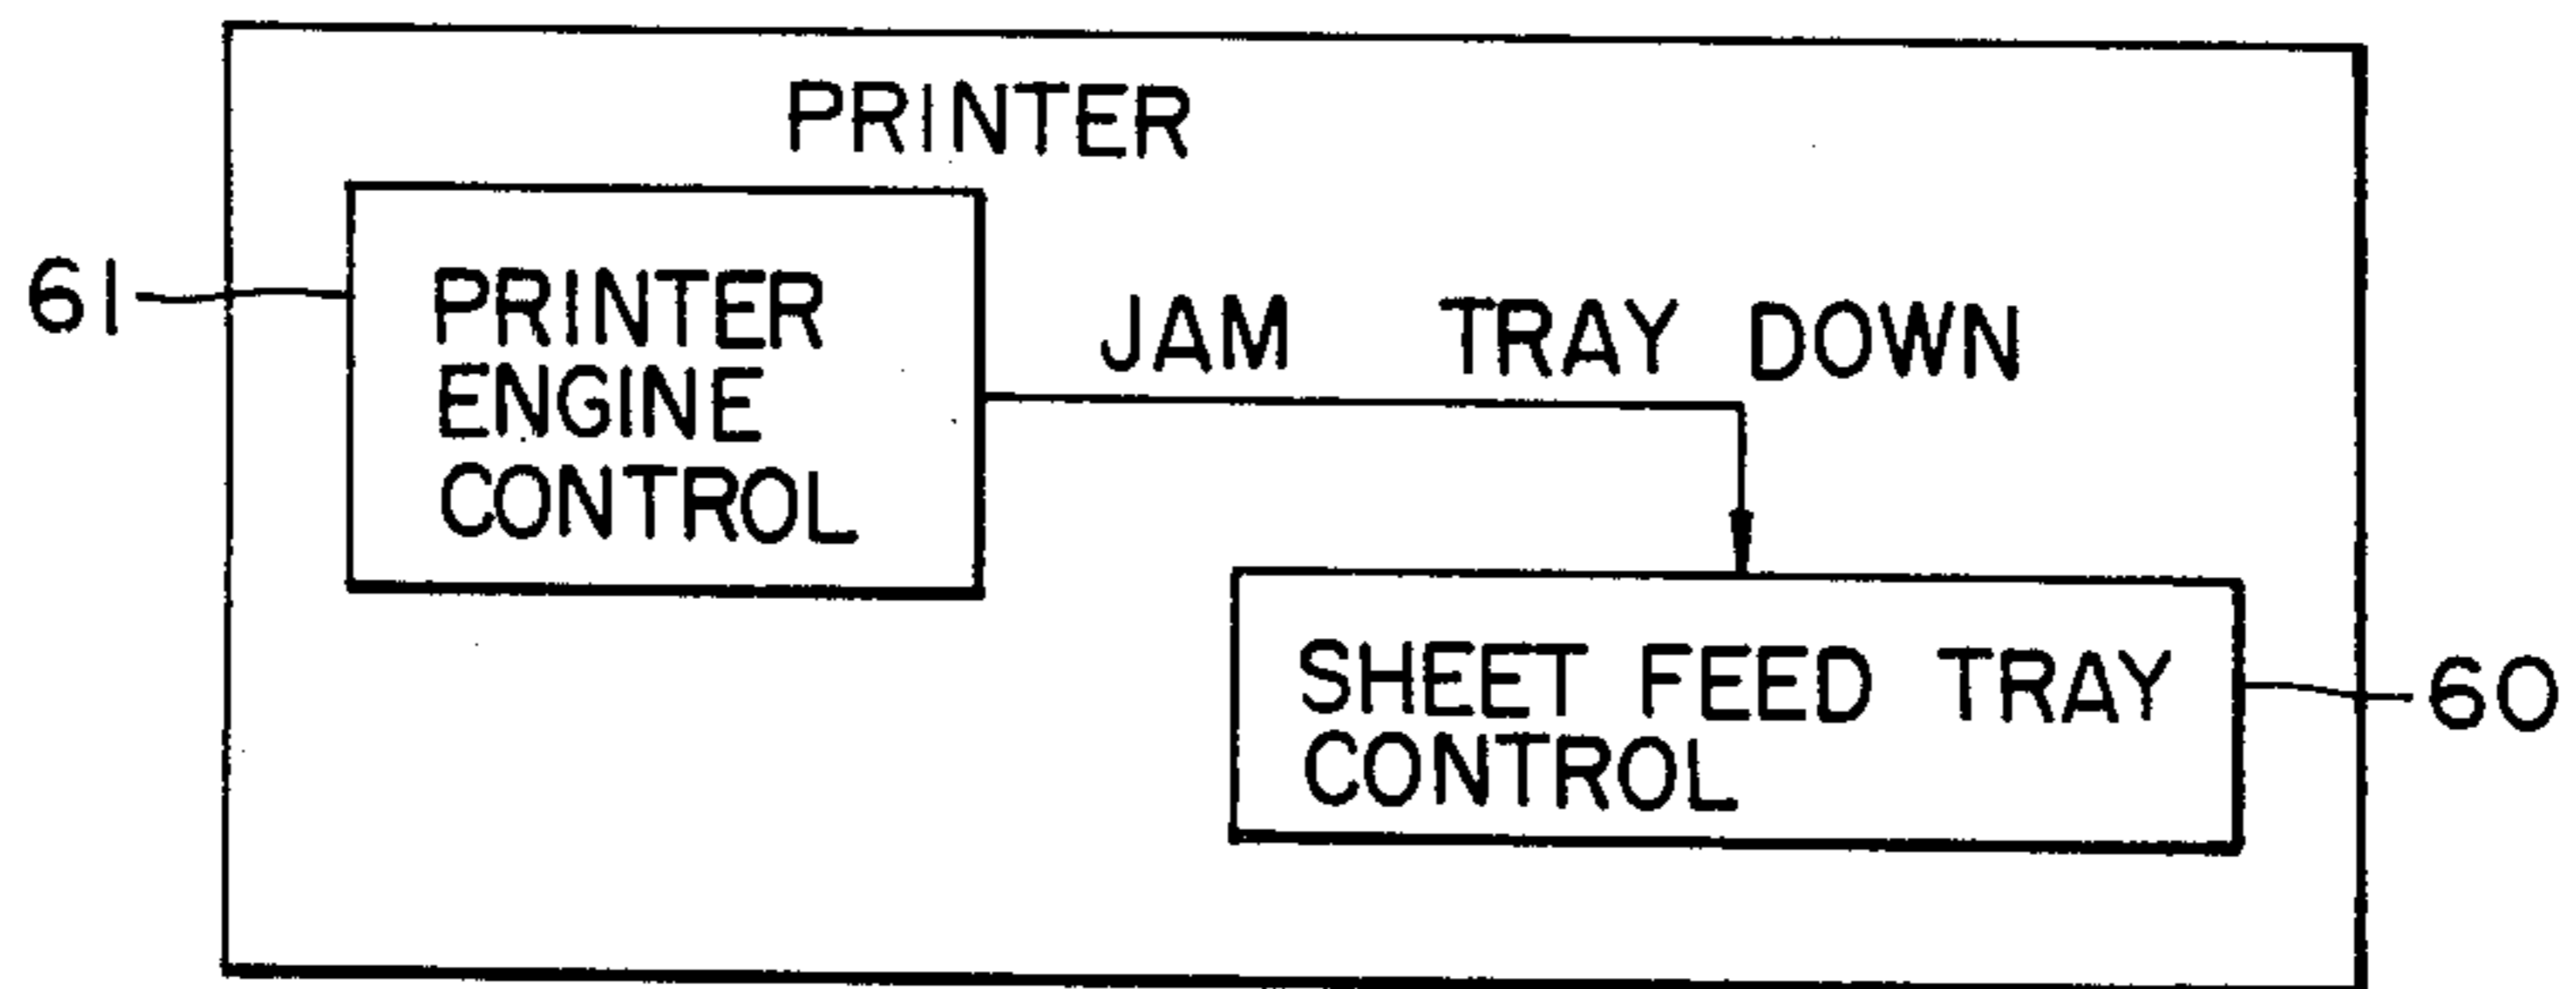 PRINTER
61
PRINTER
ENGINE
CONTROL
JAM TRAY DOWN
SHEET FEED TRAY
CONTROL
60